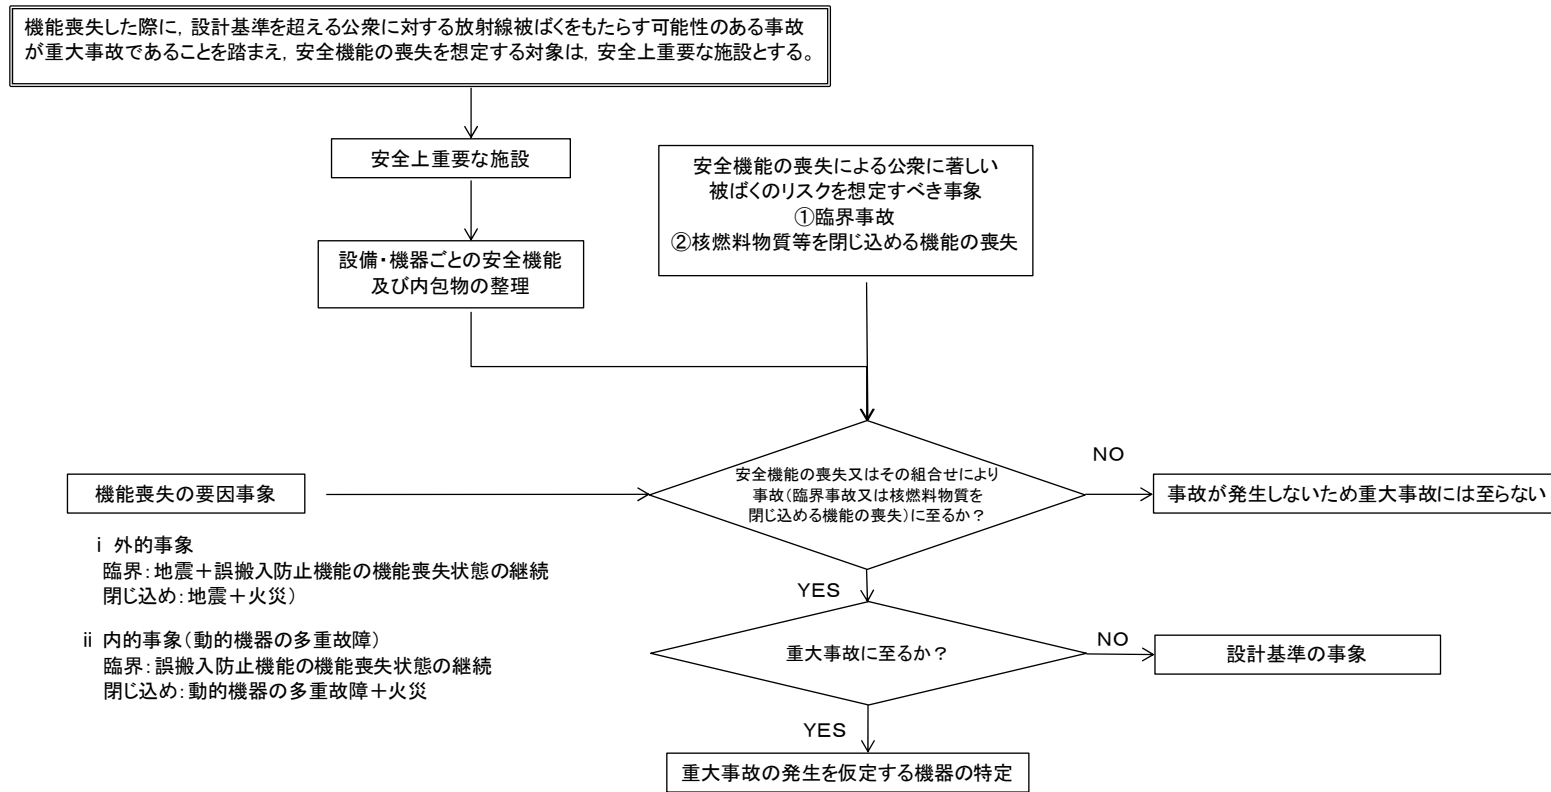 機能喪失した際に，設計基準を超える公衆に対する放射線被ばくをもたらす可能性のある事故
が重大事故であることを踏まえ，安全機能の喪失を想定する対象は，安全上重要な施設とする。
安全上重要な施設
設備・機器ごとの安全機能
及び内包物の整理
安全機能の喪失による公衆に著しい
被ばくのリスクを想定すべき事象
①臨界事故
②核燃料物質等を閉じ込める機能の喪失
機能喪失の要因事象
ⅰ 外的事象
臨界：地震＋誤搬入防止機能の機能喪失状態の継続
閉じ込め：地震＋火災）
ⅱ 内的事象（動的機器の多重故障）
臨界：誤搬入防止機能の機能喪失状態の継続
閉じ込め：動的機器の多重故障＋火災
安全機能の喪失又はその組合せにより
事故（臨界事故又は核燃料物質を
閉じ込める機能の喪失）に至るか？
NO
事故が発生しないため重大事故には至らない
YES
重大事故に至るか？
NO
設計基準の事象
YES
重大事故の発生を仮定する機器の特定